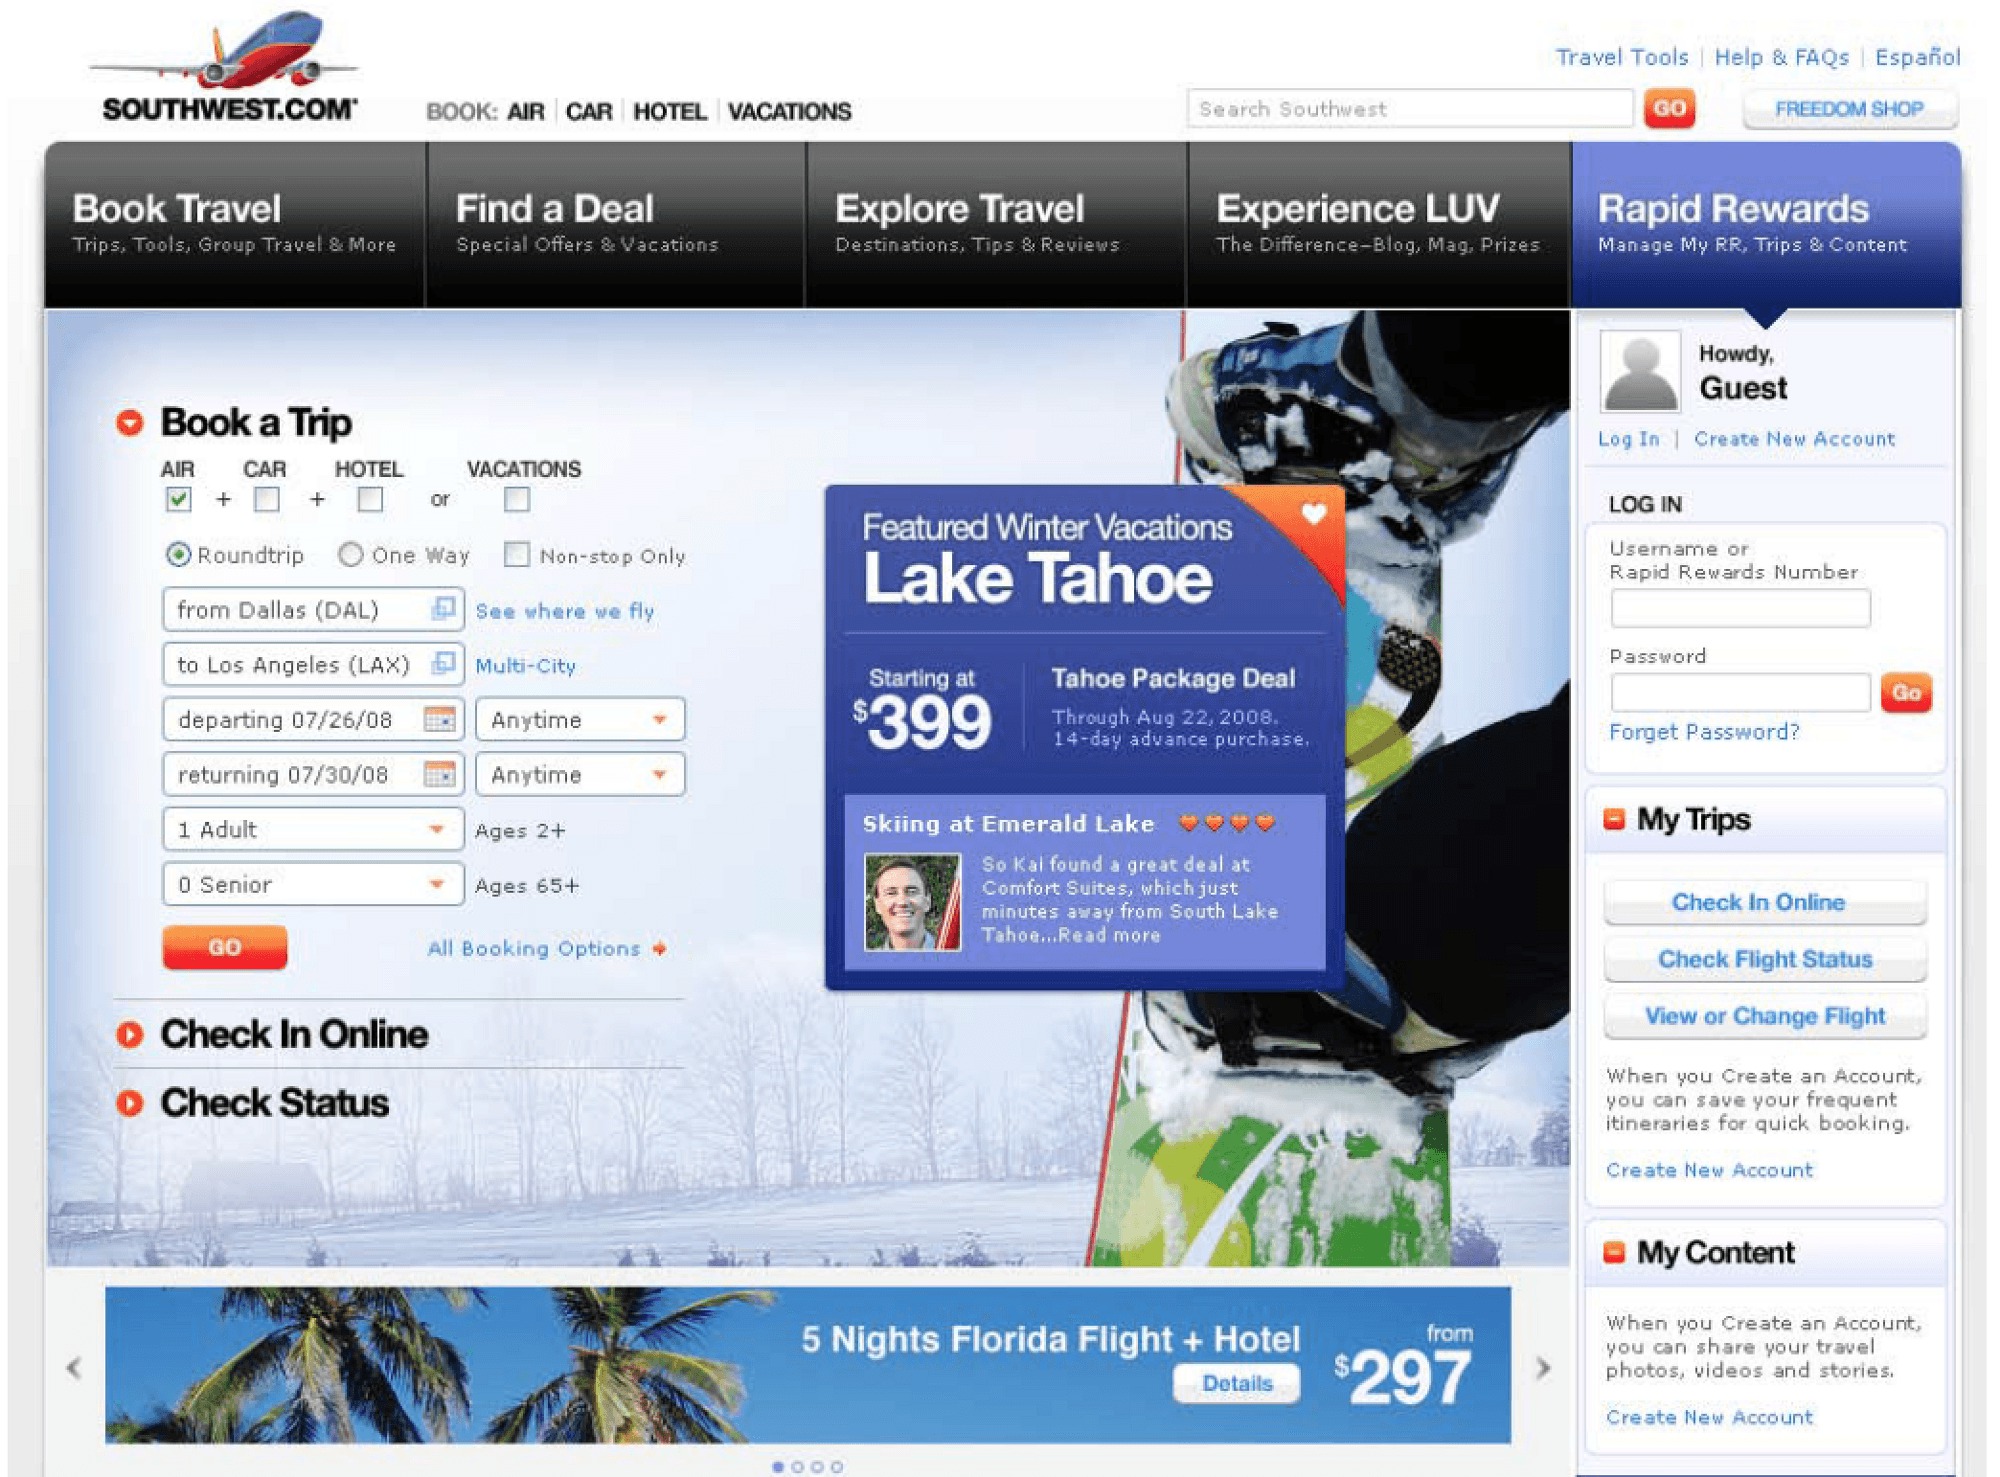 Travel Tools | Help & FAQs | Español
SOUTHWEST.COM®
BOOK: AIR | CAR | HOTEL | VACATIONS
Search Southwest
GO
FREEDOM SHOP
Book Travel
Trips, Tools, Group Travel & More
Find a Deal
Special Offers & Vacations
Explore Travel
Destinations, Tips & Reviews
Experience LUV
The Difference–Blog, Mag, Prizes
Rapid Rewards
Manage My RR, Trips & Content
Book a Trip
AIR CAR HOTEL VACATIONS
+ + or
Roundtrip One Way Non-stop Only
from Dallas (DAL) See where we fly
to Los Angeles (LAX) Multi-City
departing 07/26/08 Anytime
returning 07/30/08 Anytime
1 Adult Ages 2+
0 Senior Ages 65+
GO All Booking Options
Check In Online
Check Status
Featured Winter Vacations
Lake Tahoe
Starting at
$399
Tahoe Package Deal
Through Aug 22, 2008.
14-day advance purchase.
Skiing at Emerald Lake
So Kal found a great deal at
Comfort Suites, which just
minutes away from South Lake
Tahoe...Read more
Howdy,
Guest
Log In | Create New Account
LOG IN
Username or
Rapid Rewards Number
Password
Go
Forget Password?
My Trips
Check In Online
Check Flight Status
View or Change Flight
When you Create an Account,
you can save your frequent
itineraries for quick booking.
Create New Account
My Content
When you Create an Account,
you can share your travel
photos, videos and stories.
Create New Account
5 Nights Florida Flight + Hotel
Details
from
$297